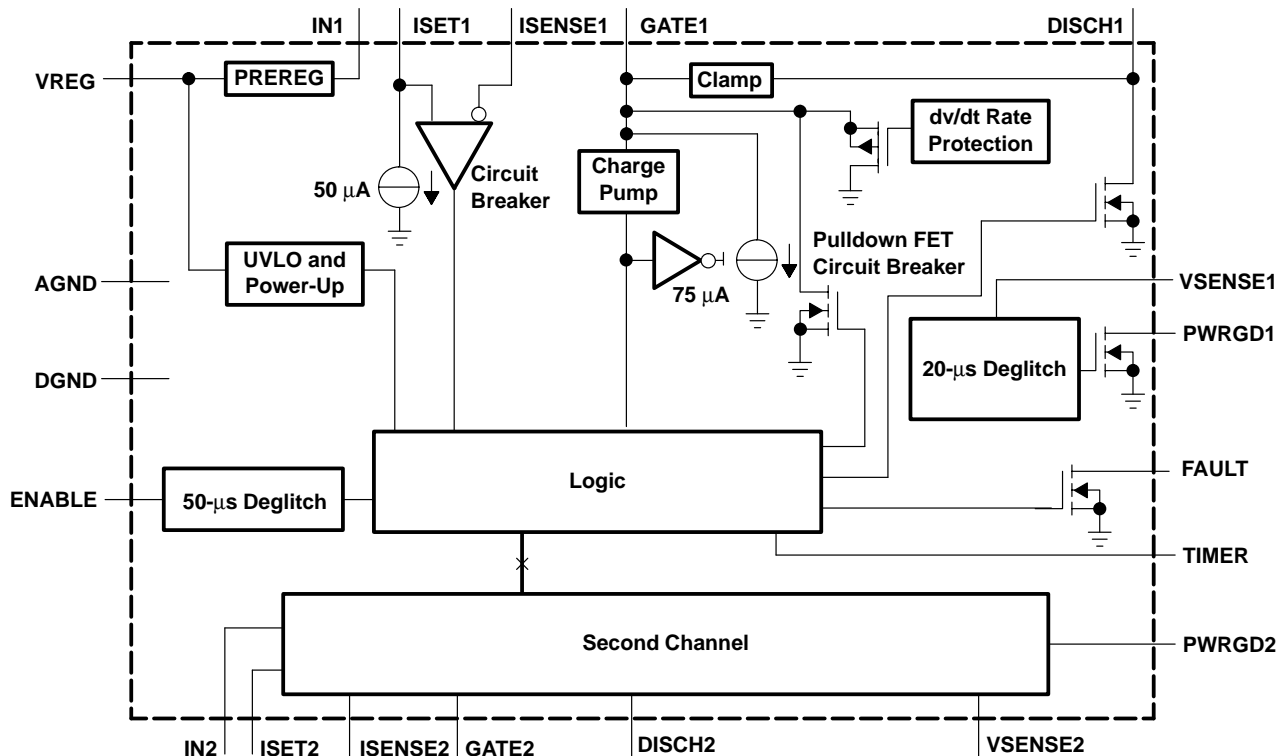 IN1
ISET1
ISENSE1
GATE1
DISCH1
VREG
PREREG
Clamp
dv/dt Rate
Protection
50 μA
Circuit
Breaker
Charge
Pump
UVLO and
Power-Up
75 μA
Pulldown FET
Circuit Breaker
AGND
VSENSE1
PWRGD1
20-μs Deglitch
DGND
FAULT
ENABLE
50-μs Deglitch
Logic
TIMER
Second Channel
PWRGD2
IN2
ISET2
ISENSE2
GATE2
DISCH2
VSENSE2